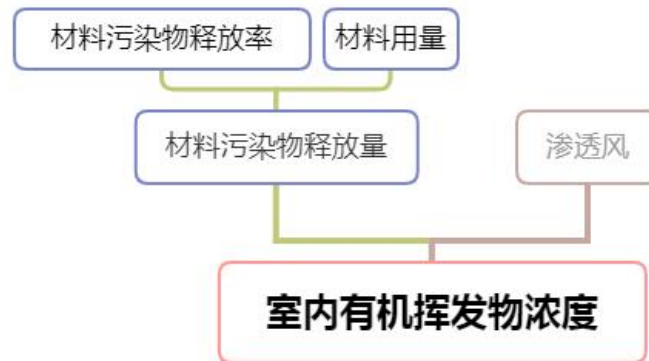 材料污染物释放率
材料用量
材料污染物释放量
渗透风
室内有机挥发物浓度